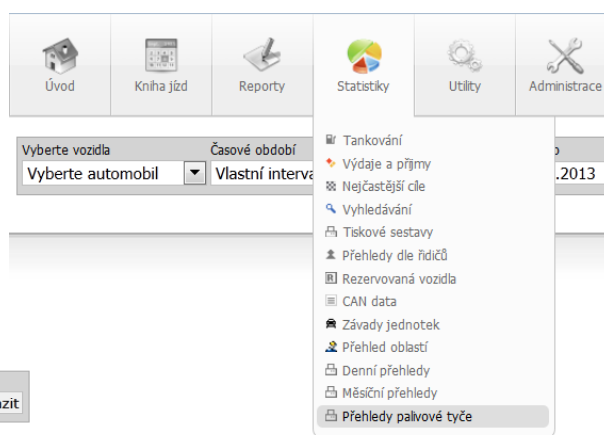 Úvod
Kniha jízd
Reporty
Statistiky
Utility
Administrace
Vyberte vozidla
Časové období
Vyberte automobil
Vlastní interva
.2013
Tankování
Výdaje a příjmy
Nejčastější cíle
Vyhledávání
Tiskové sestavy
Přehledy dle řidičů
R Rezervovaná vozidla
CAN data
Závady jednotek
Přehled oblastí
Denní přehledy
Měsíční přehledy
Přehledy palivové tyče
zit